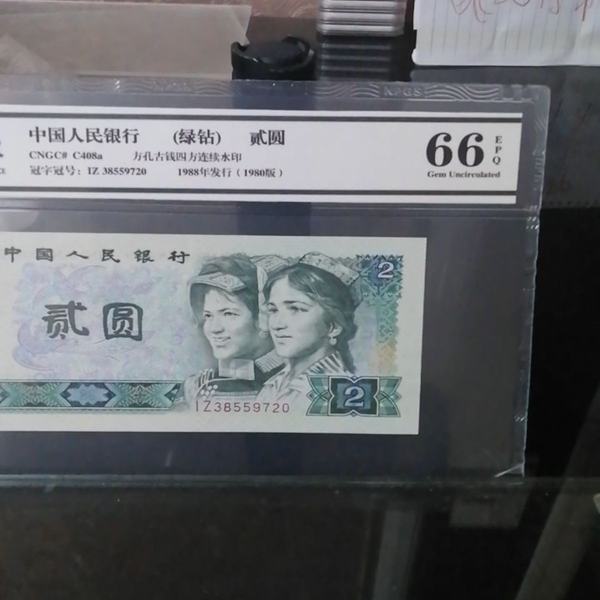 中国人民银行 (绿钻) 贰圆
CNGC# C408a 方孔古钱四方连续水印
冠字冠号: IZ 38559720 1988年发行 (1980版)
66 EPQ
Gem Uncirculated
中国人民银行
贰圆
2
IZ38559720
2